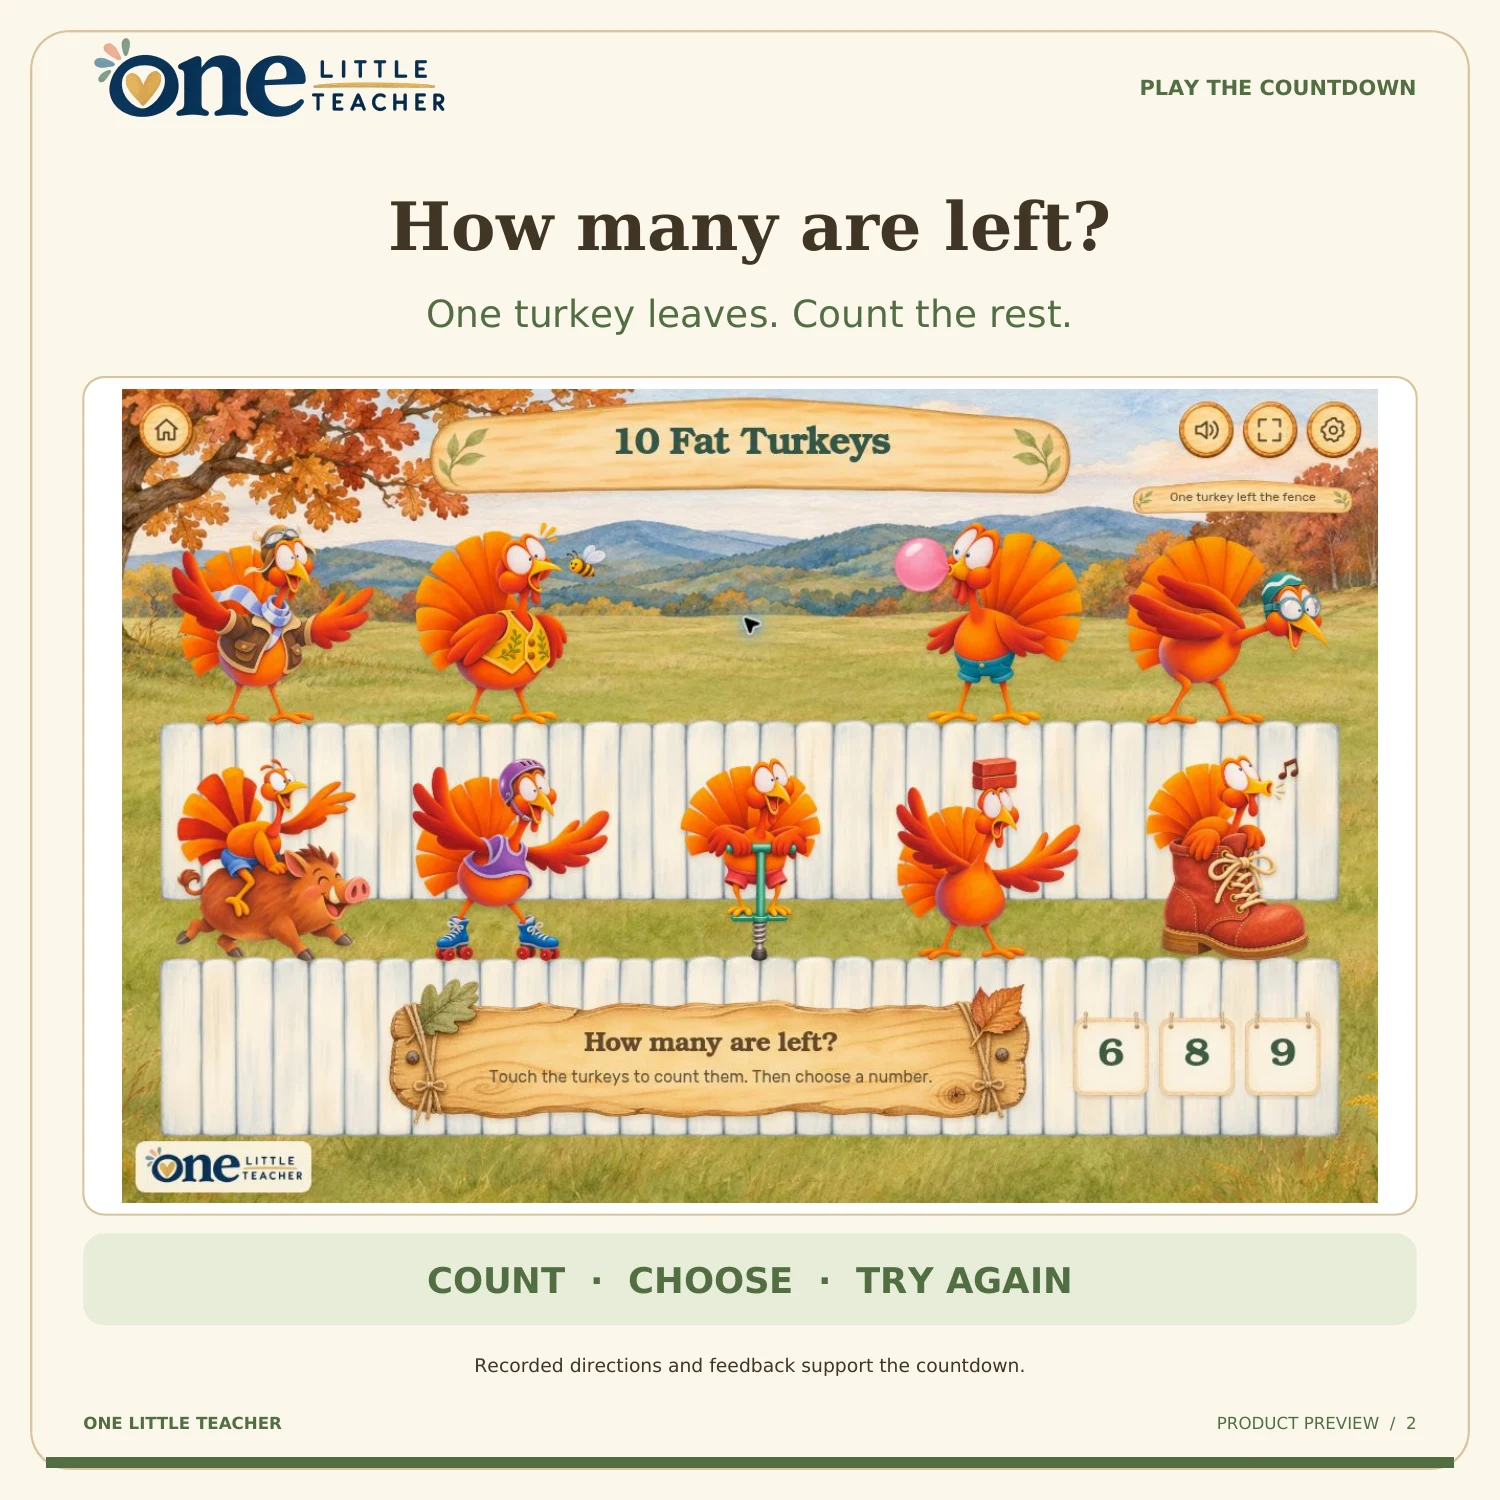 one LITTLE TEACHER
PLAY THE COUNTDOWN
How many are left?
One turkey leaves. Count the rest.
10 Fat Turkeys
One turkey left the fence
How many are left?
Touch the turkeys to count them. Then choose a number.
6 8 9
one LITTLE TEACHER
COUNT · CHOOSE · TRY AGAIN
Recorded directions and feedback support the countdown.
ONE LITTLE TEACHER
PRODUCT PREVIEW / 2